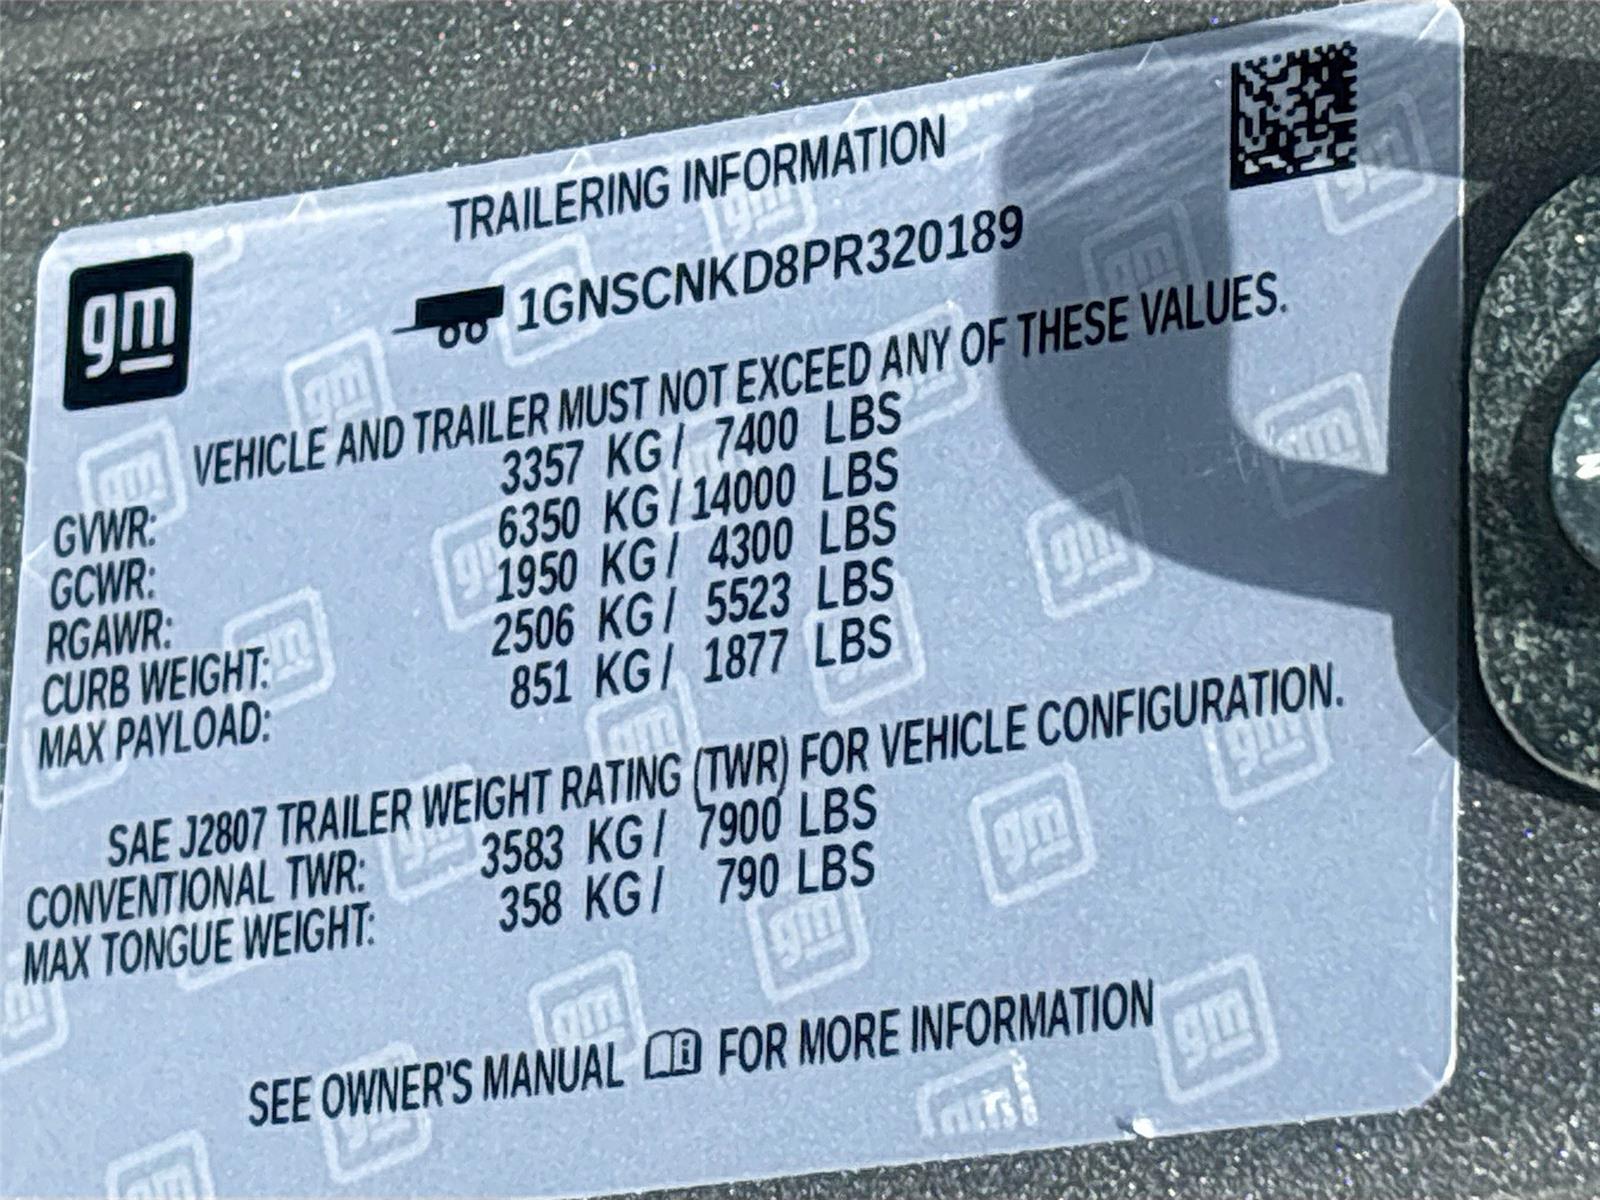 TRAILERING INFORMATION
gm
1GNSCNKD8PR320189
VEHICLE AND TRAILER MUST NOT EXCEED ANY OF THESE VALUES.
GVWR: 3357 KG / 7400 LBS
GCWR: 6350 KG / 14000 LBS
RGAWR: 1950 KG / 4300 LBS
CURB WEIGHT: 2506 KG / 5523 LBS
MAX PAYLOAD: 851 KG / 1877 LBS
SAE J2807 TRAILER WEIGHT RATING (TWR) FOR VEHICLE CONFIGURATION.
CONVENTIONAL TWR: 3583 KG / 7900 LBS
MAX TONGUE WEIGHT: 358 KG / 790 LBS
SEE OWNER'S MANUAL FOR MORE INFORMATION